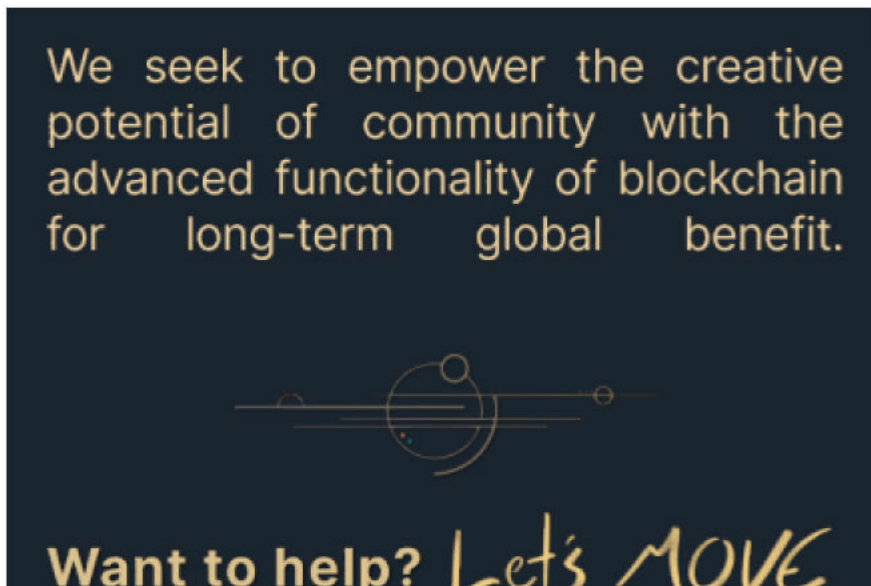 We seek to empower the creative
potential of community with the
advanced functionality of blockchain
for long-term global benefit.
Want to help? Let's MOVE